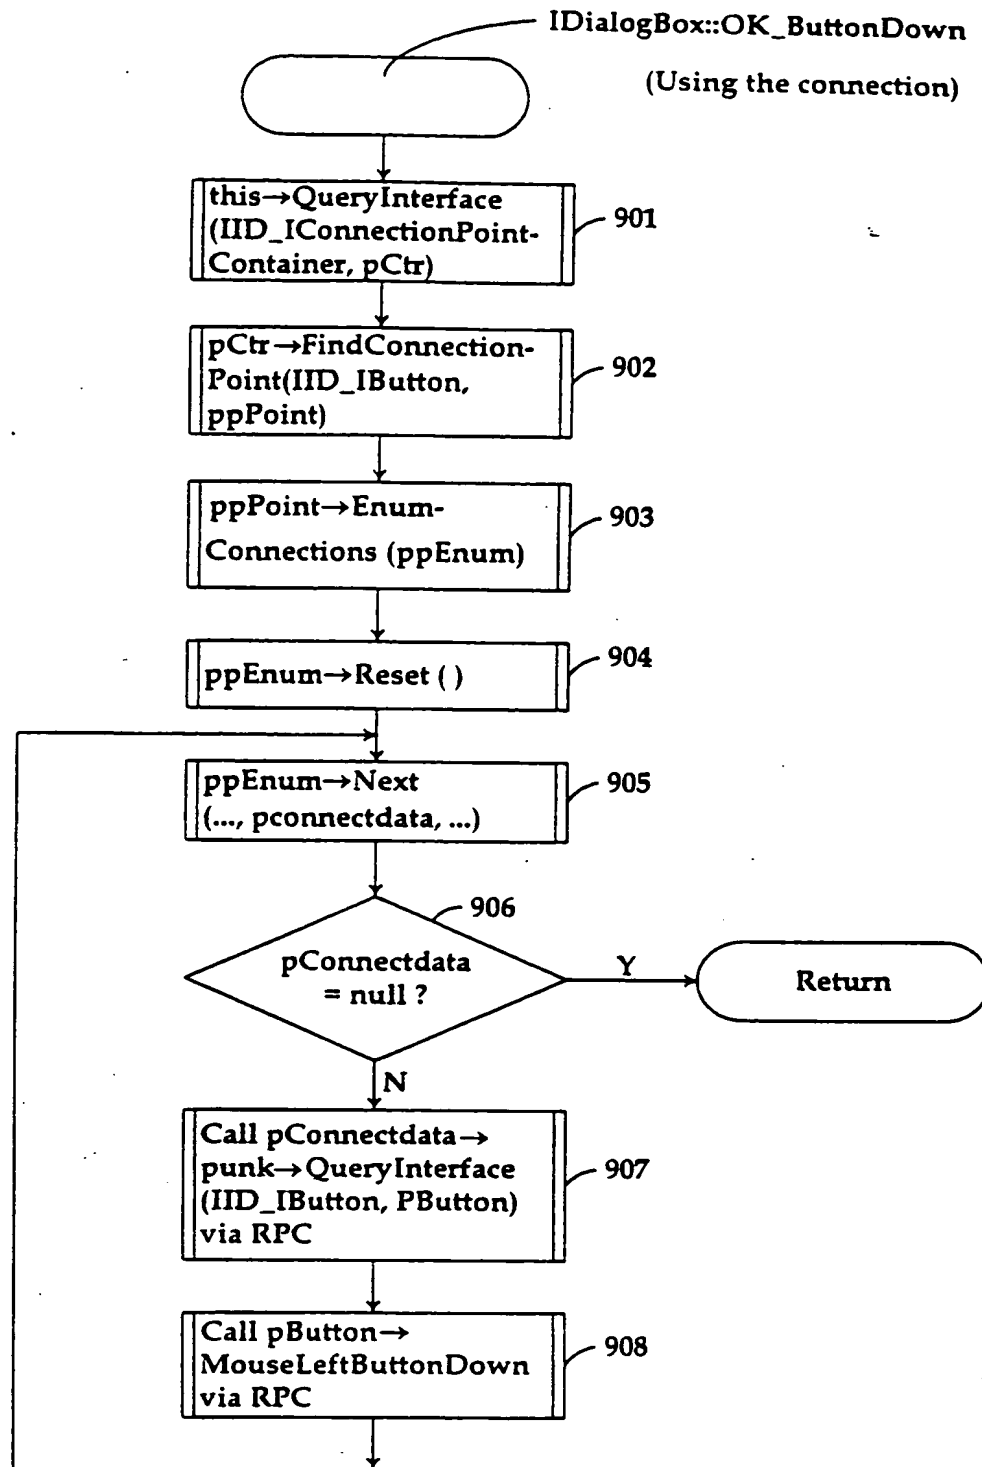 IDialogBox::OK_ButtonDown
(Using the connection)
this→QueryInterface
(IID_IConnectionPoint-
Container, pCtr)
901
pCtr→FindConnection-
Point(IID_IButton,
ppPoint)
902
ppPoint→Enum-
Connections (ppEnum)
903
ppEnum→Reset ( )
904
ppEnum→Next
(..., pconnectdata, ...)
905
906
pConnectdata
= null ?
Y
Return
N
Call pConnectdata→
punk→QueryInterface
(IID_IButton, PButton)
via RPC
907
Call pButton→
MouseLeftButtonDown
via RPC
908